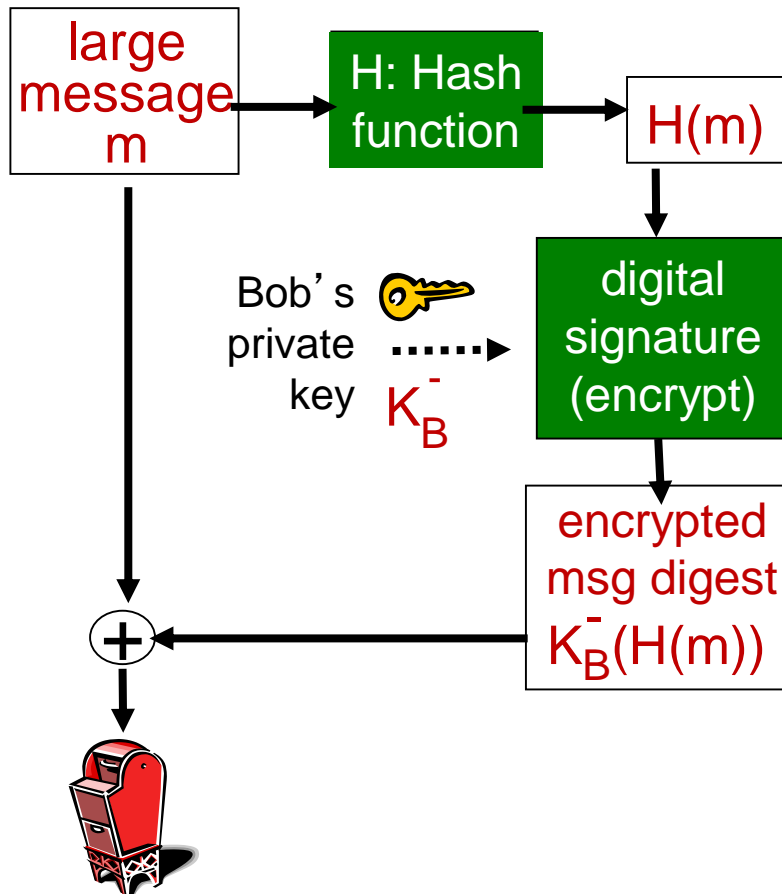 large
message
m
H: Hash
function
H(m)
Bob’s
private
key
K_B^-
digital
signature
(encrypt)
encrypted
msg digest
K_B^-(H(m))
+